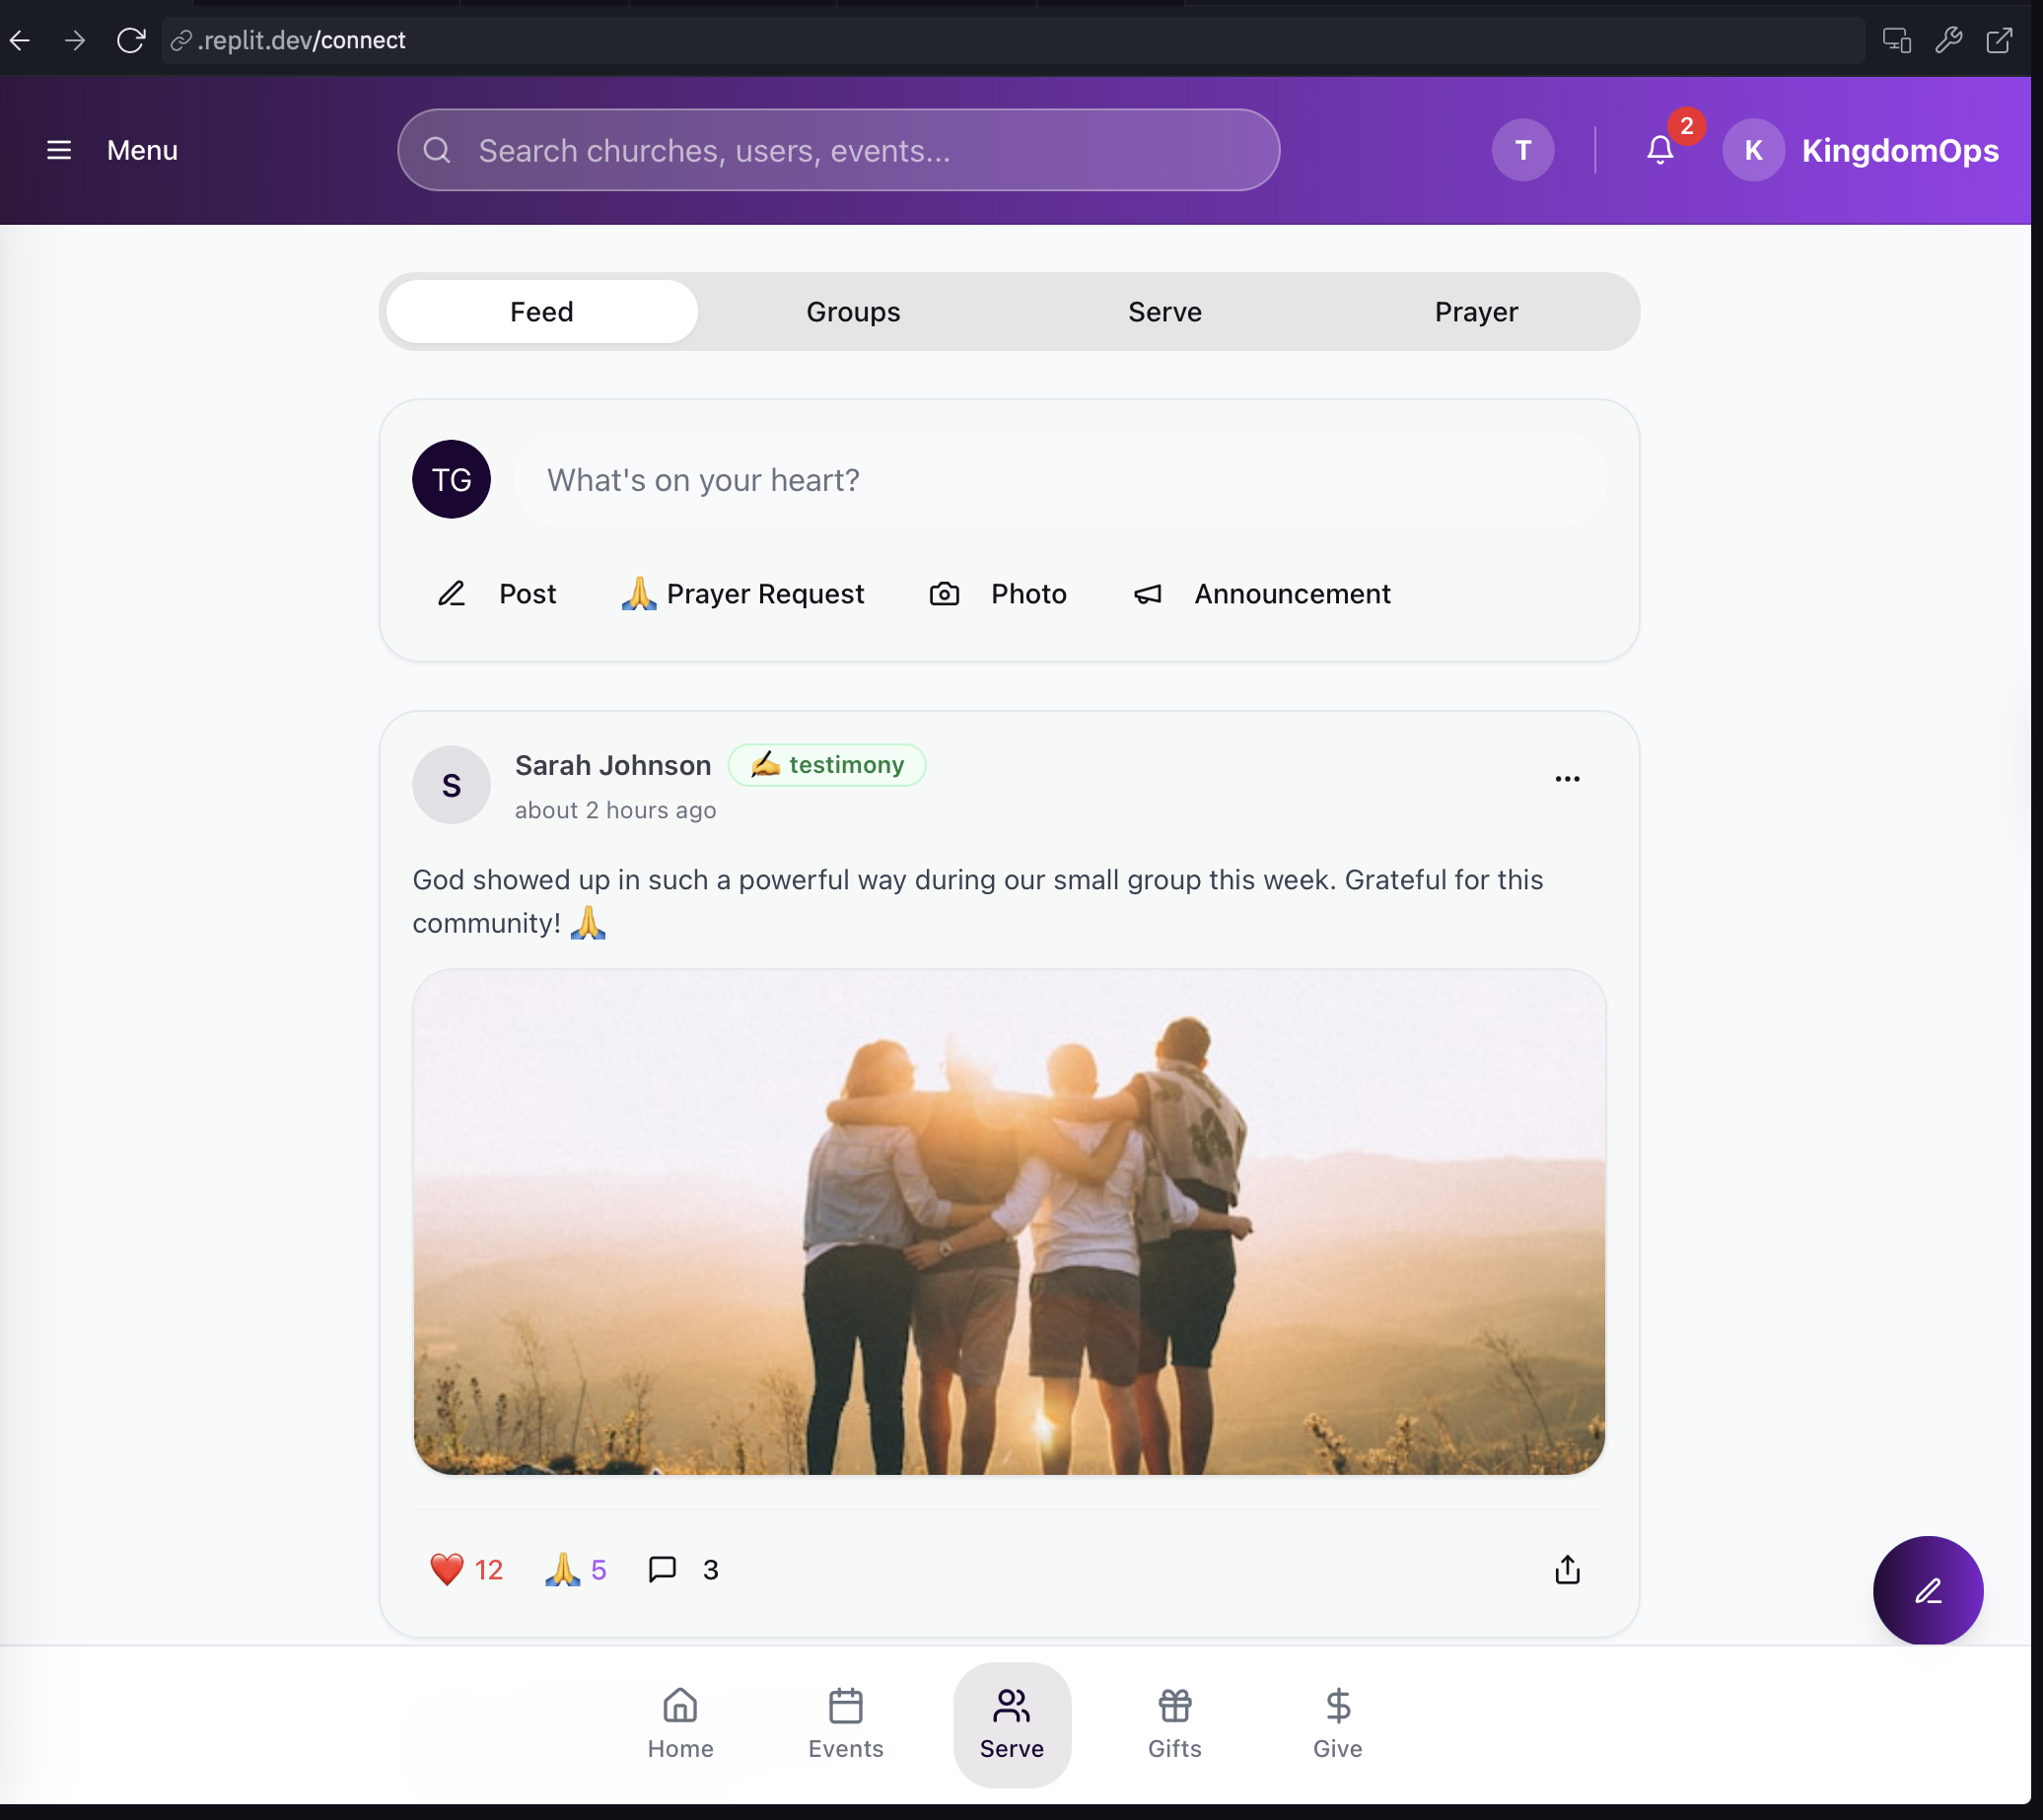 .replit.dev/connect
Menu
Search churches, users, events...
T
2
K KingdomOps
Feed Groups Serve Prayer
TG What's on your heart?
Post 🙏 Prayer Request Photo Announcement
S
Sarah Johnson ✍️ testimony
about 2 hours ago
God showed up in such a powerful way during our small group this week. Grateful for this
community! 🙏
❤️ 12 🙏 5 3
Home Events Serve Gifts Give